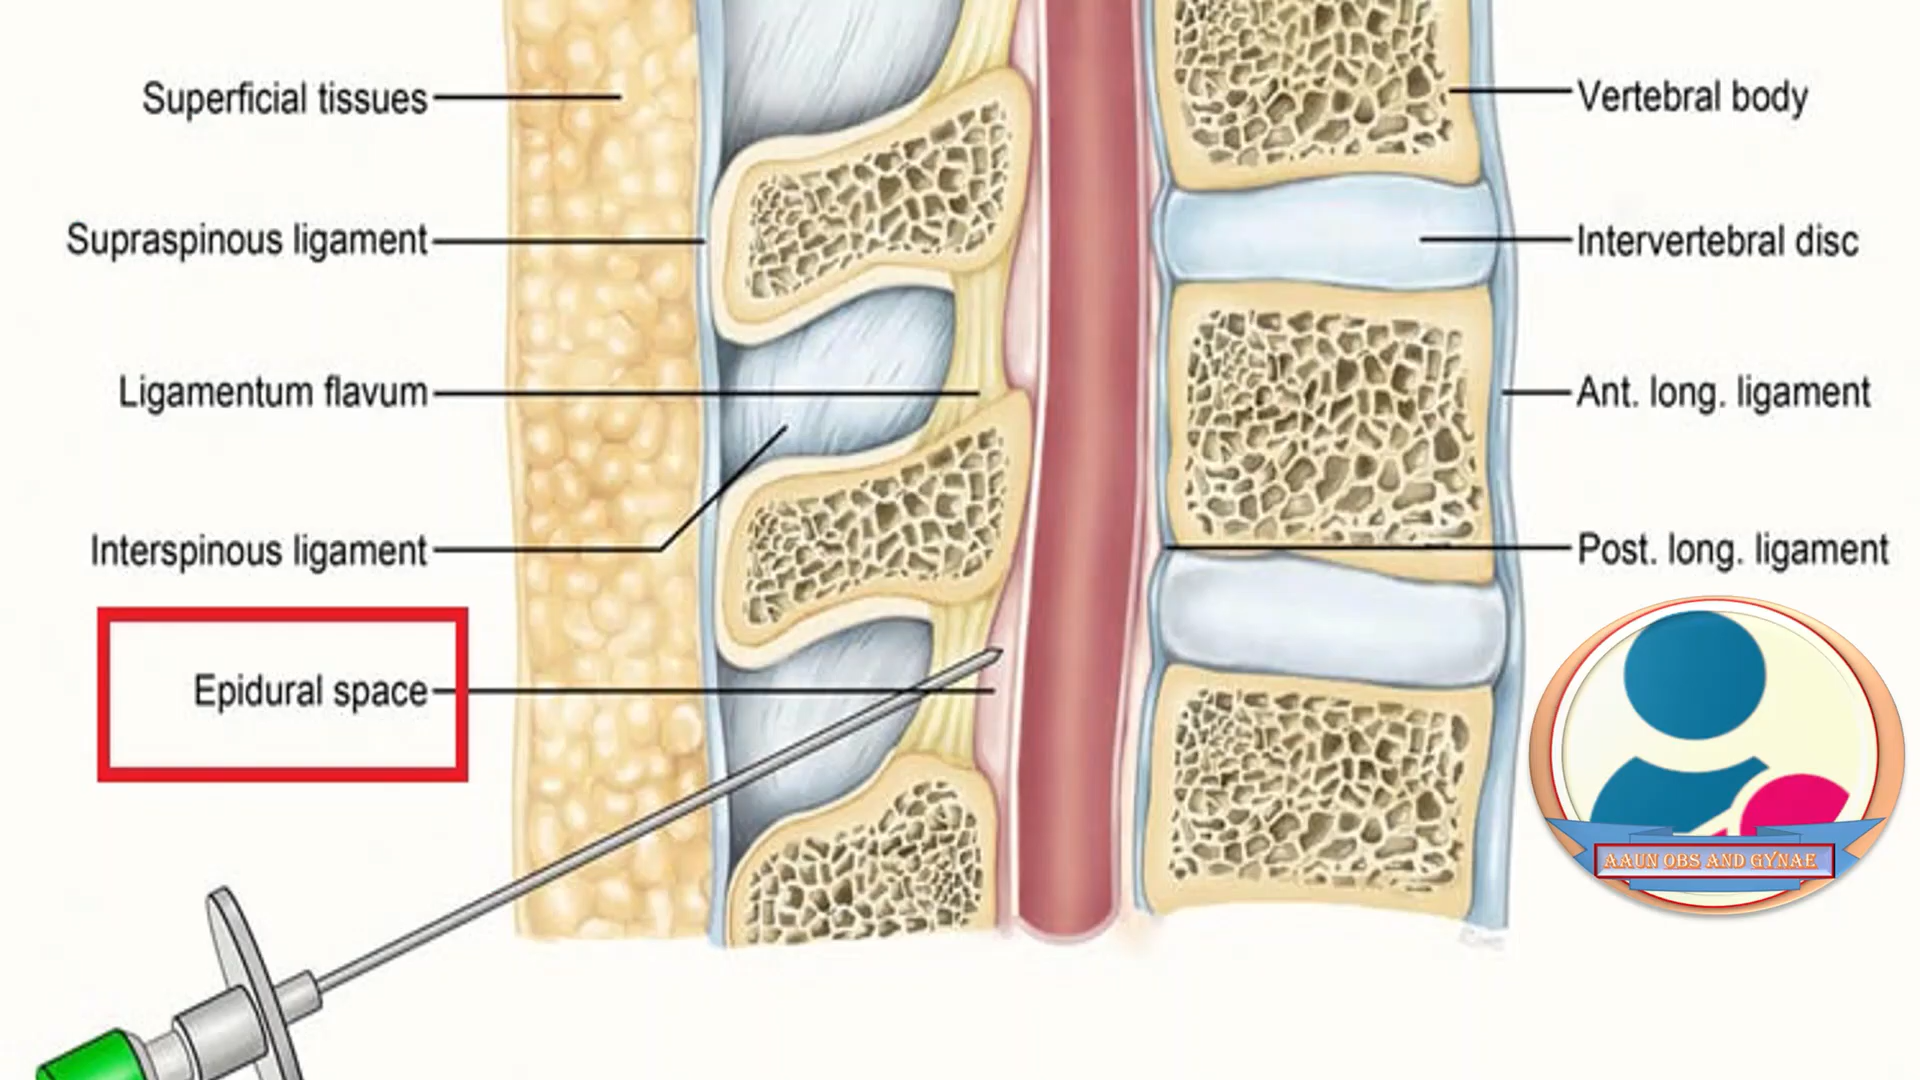 Superficial tissues
Supraspinous ligament
Ligamentum flavum
Interspinous ligament
Epidural space
Vertebral body
Intervertebral disc
Ant. long. ligament
Post. long. ligament
AAUN OBS AND GYNAE